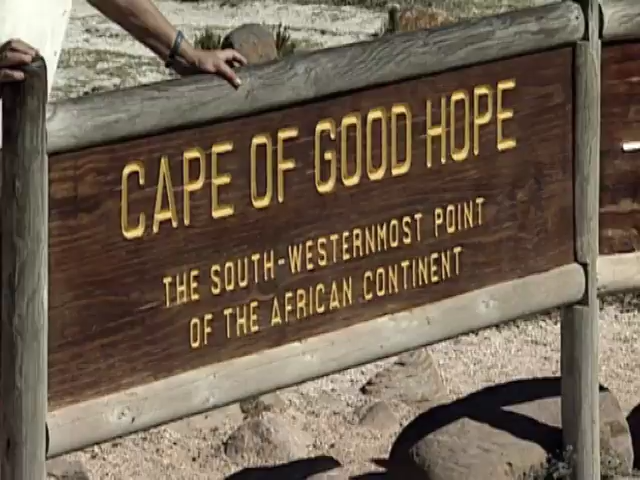 CAPE OF GOOD HOPE
THE SOUTH-WESTERNMOST POINT
OF THE AFRICAN CONTINENT